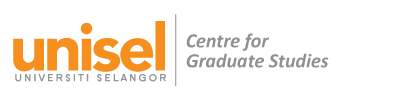 unisel
UNIVERSITI SELANGOR
Centre for
Graduate Studies